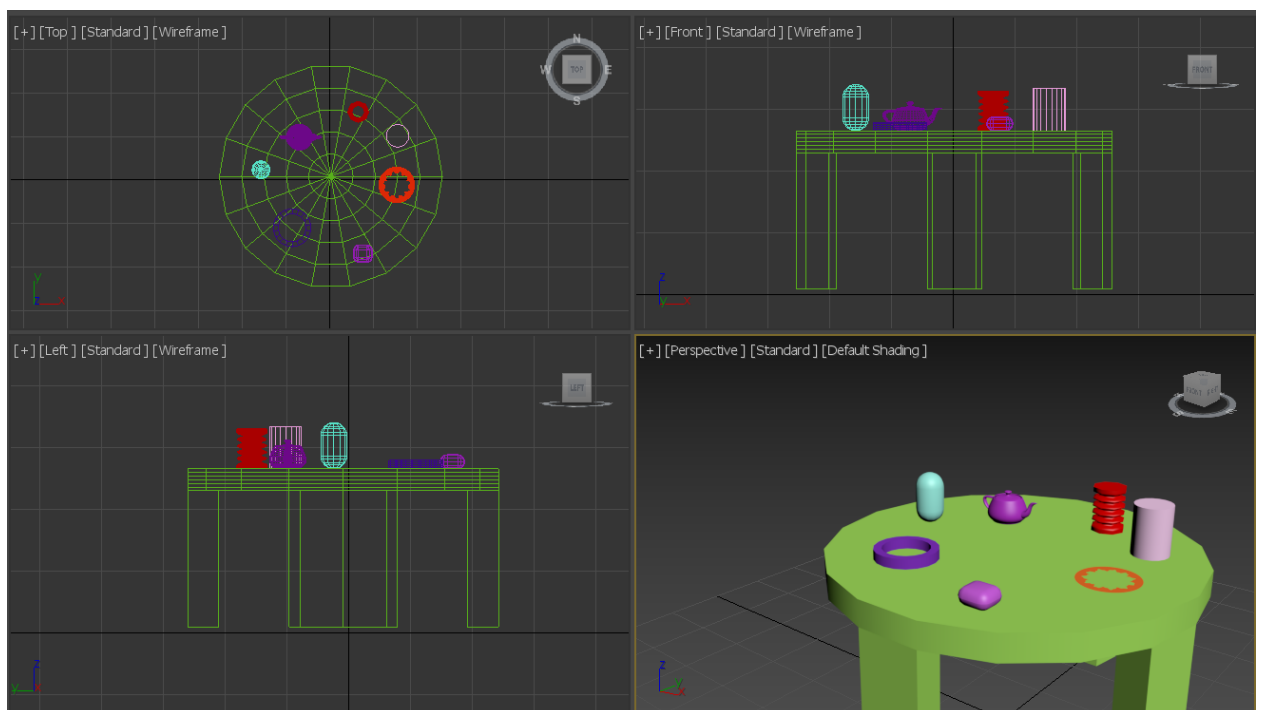 [+] [Top ] [Standard ] [Wireframe ]
N
W TOP E
S
y
z x
[+] [Front ] [Standard ] [Wireframe ]
FRONT
z
y x
[+] [Left ] [Standard ] [Wireframe ]
LEFT
z
y
[+] [Perspective ] [Standard ] [Default Shading ]
z
y
x